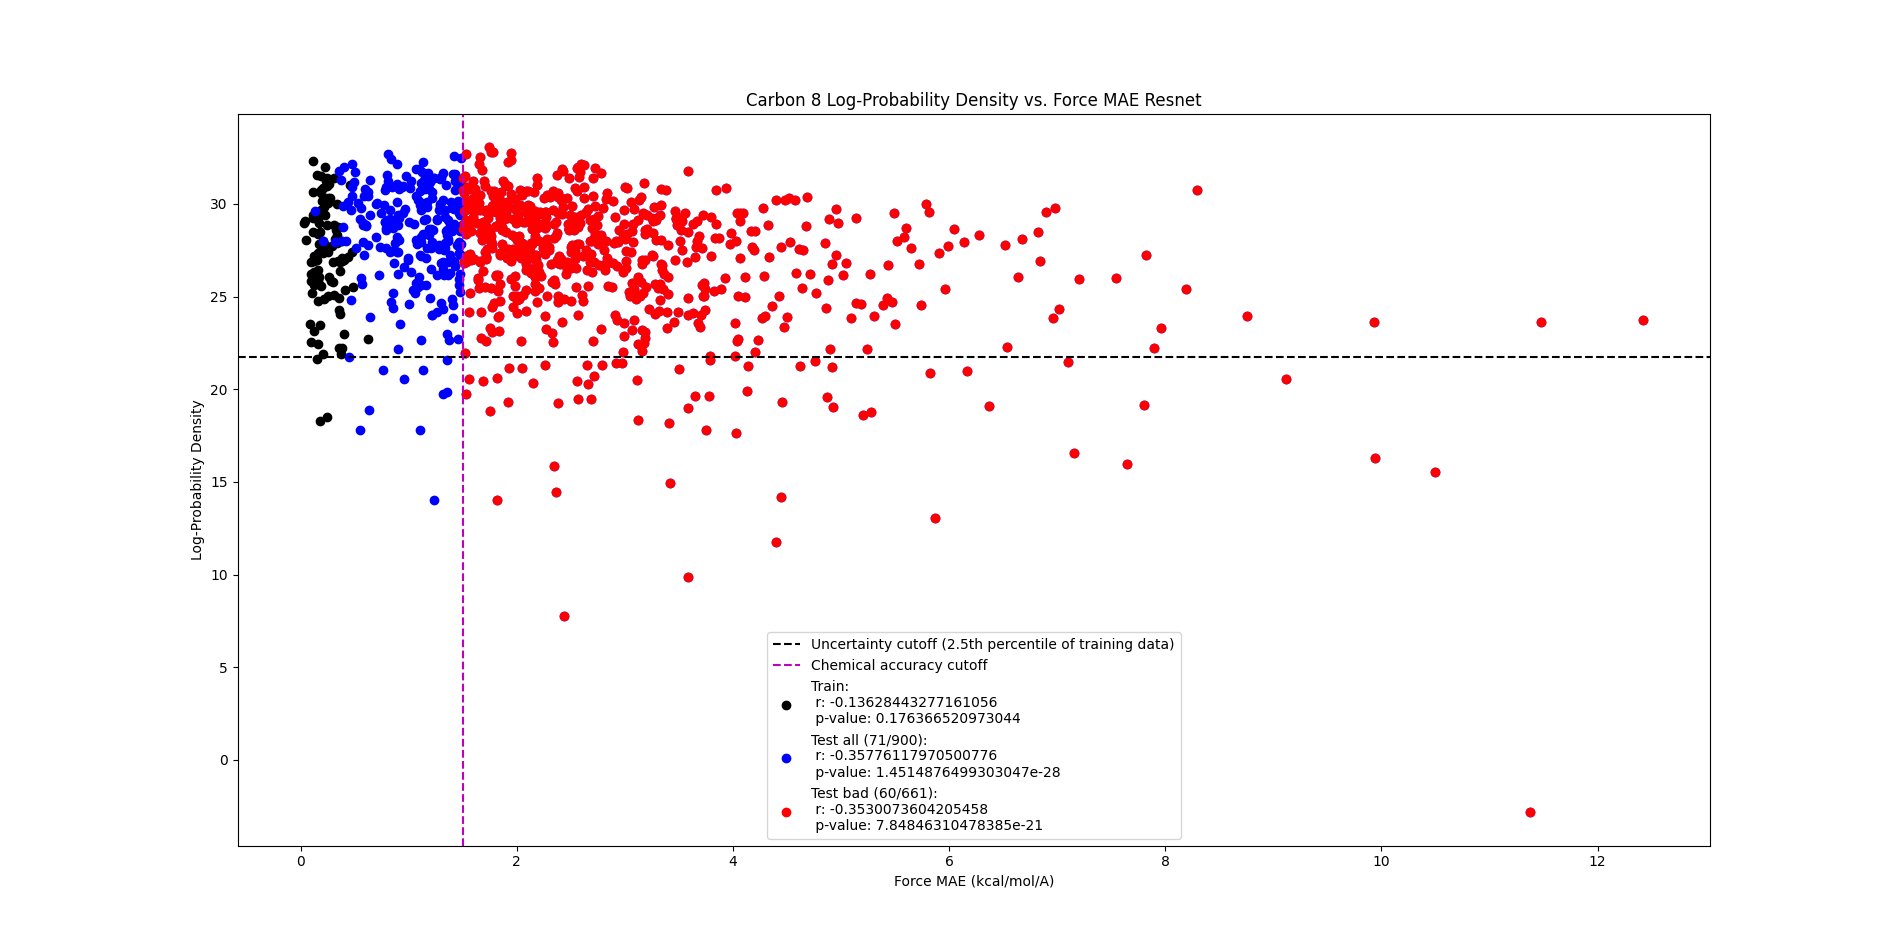 Carbon 8 Log-Probability Density vs. Force MAE Resnet
Log-Probability Density
30
25
20
15
10
5
0
Uncertainty cutoff (2.5th percentile of training data)
Chemical accuracy cutoff
Train:
r: -0.13628443277161056
p-value: 0.176366520973044
Test all (71/900):
r: -0.35776117970500776
p-value: 1.4514876499303047e-28
Test bad (60/661):
r: -0.3530073604205458
p-value: 7.84846310478385e-21
0 2 4 6 8 10 12
Force MAE (kcal/mol/A)